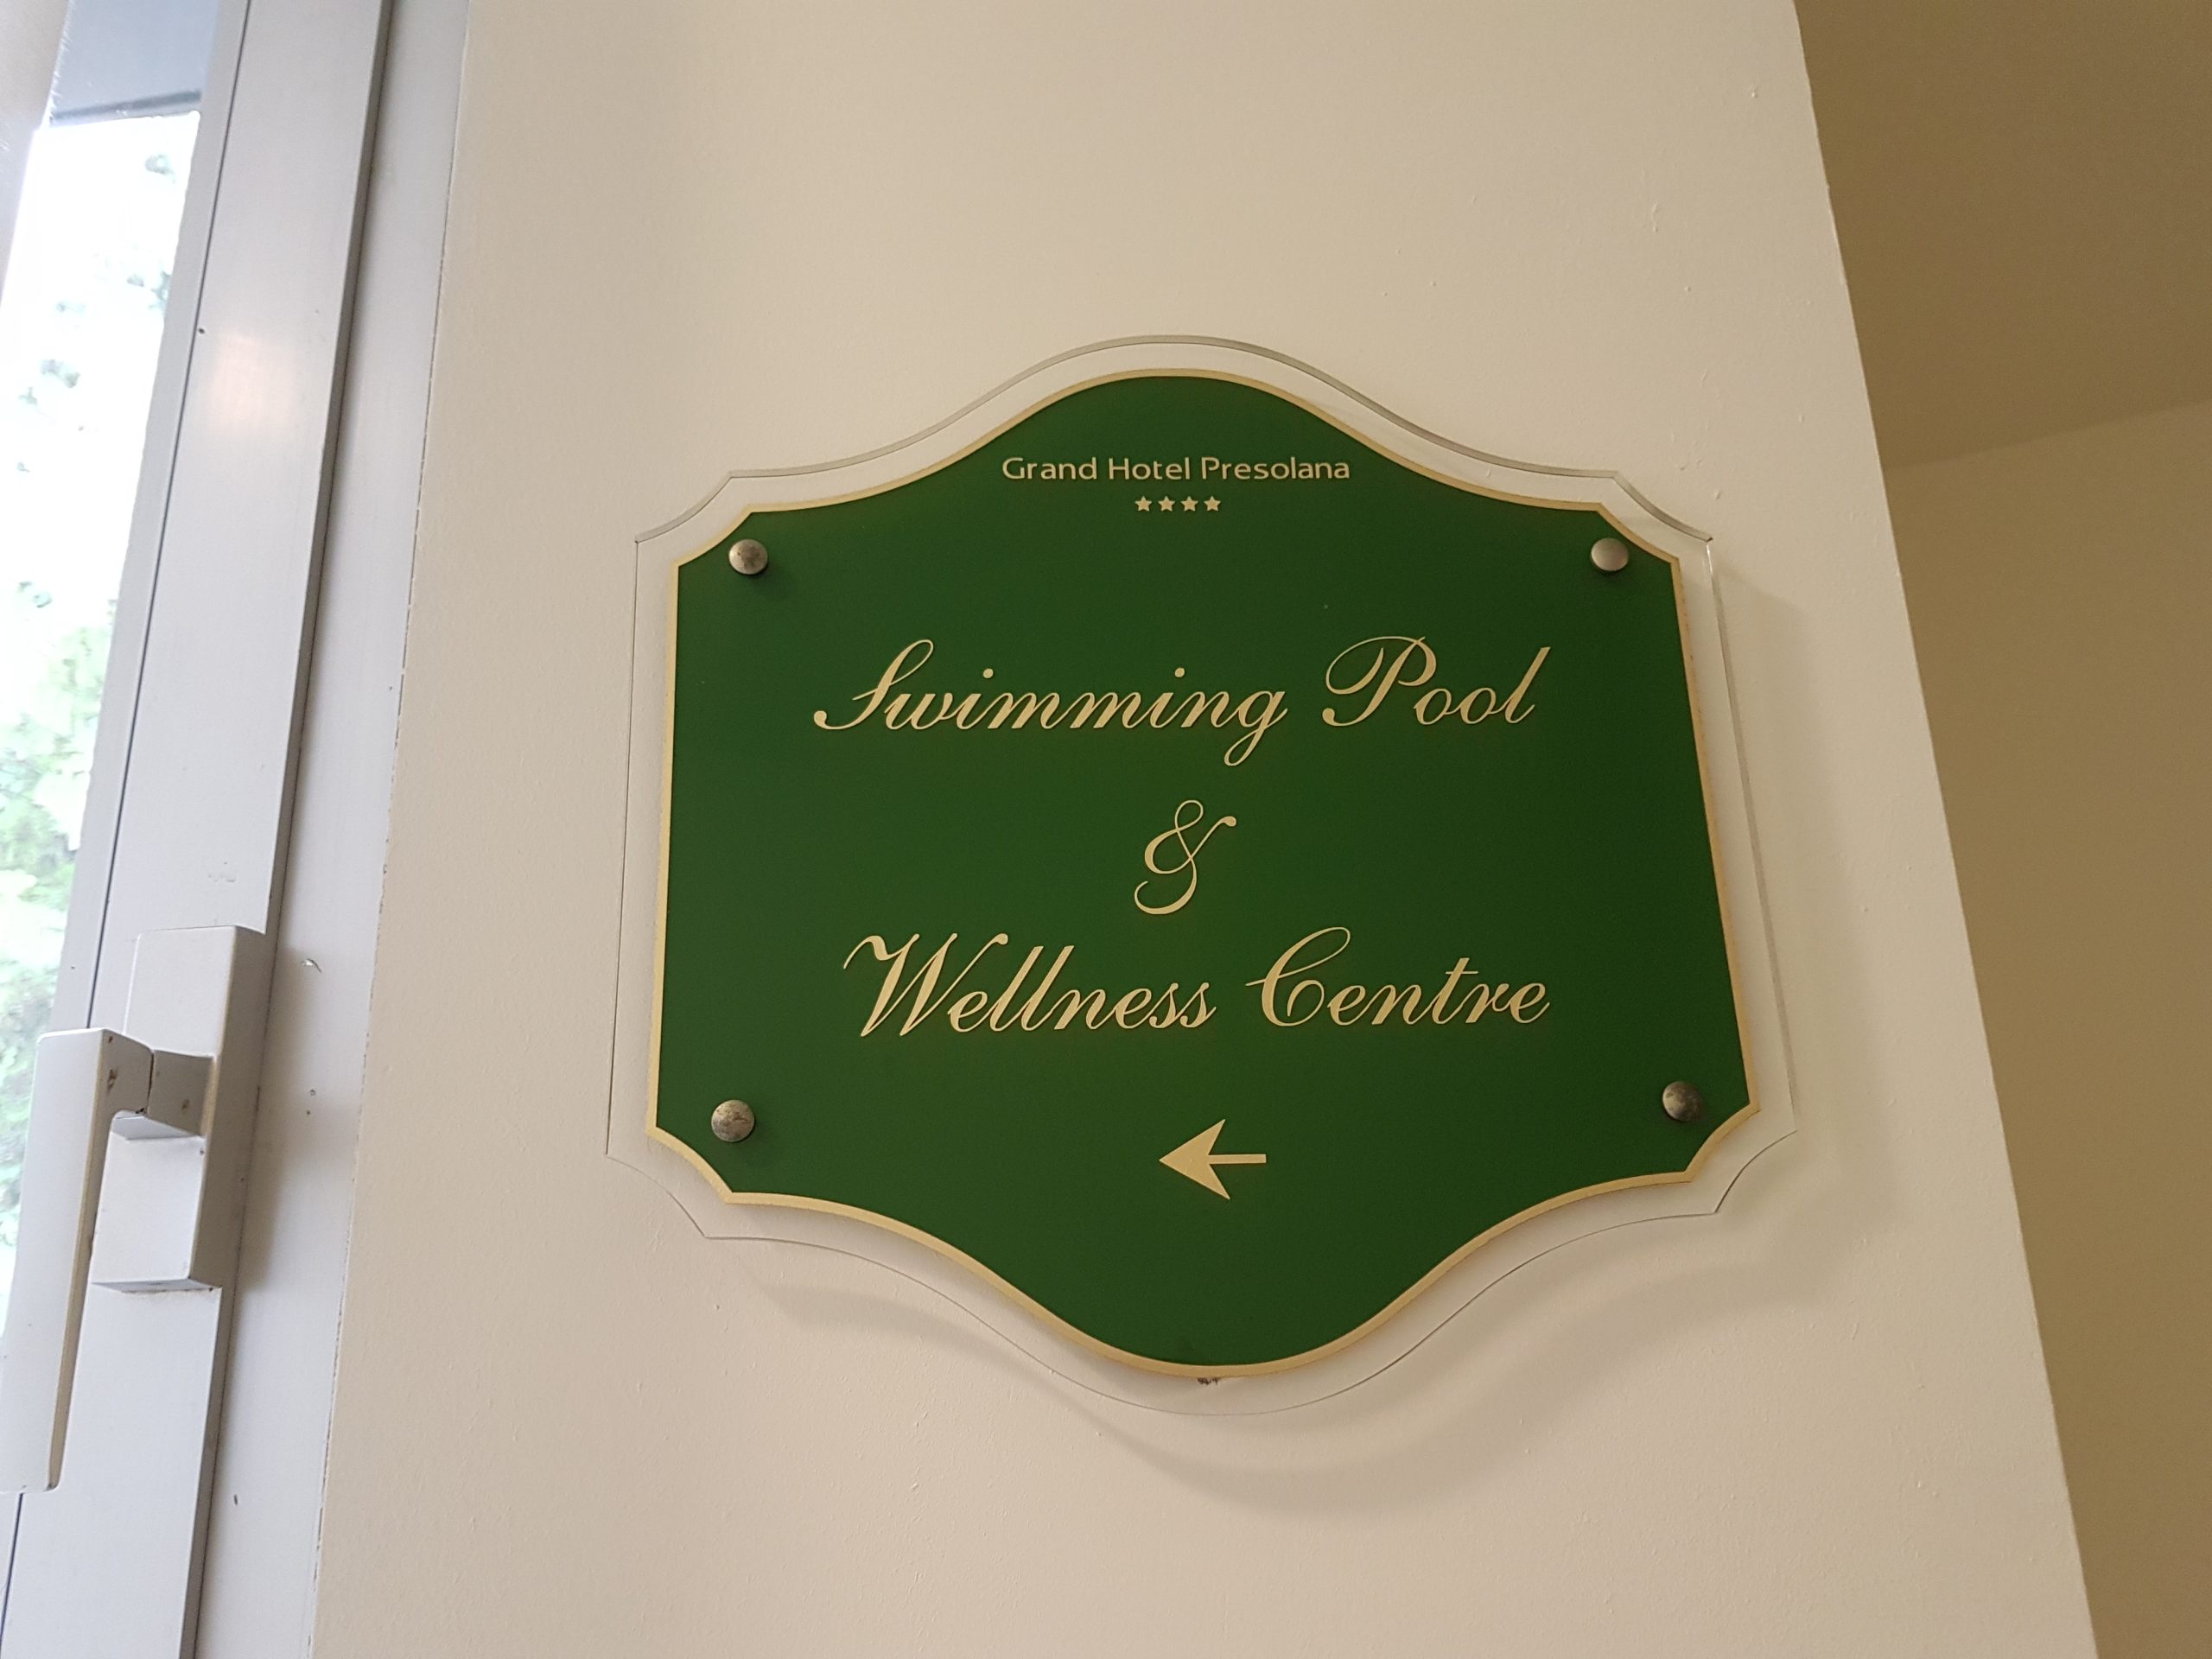 Grand Hotel Presolana
★★★★
Swimming Pool
&
Wellness Centre